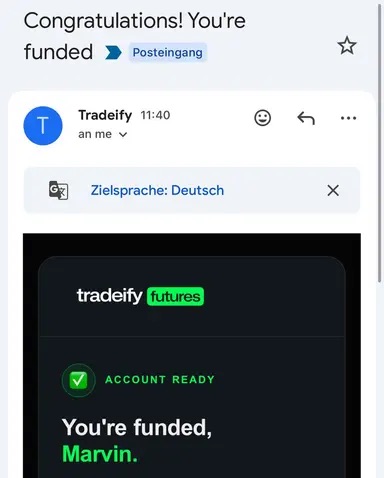 Congratulations! You're
funded Posteingang
T
Tradeify 11:40
an me
Zielsprache: Deutsch
tradeify futures
ACCOUNT READY
You're funded,
Marvin.